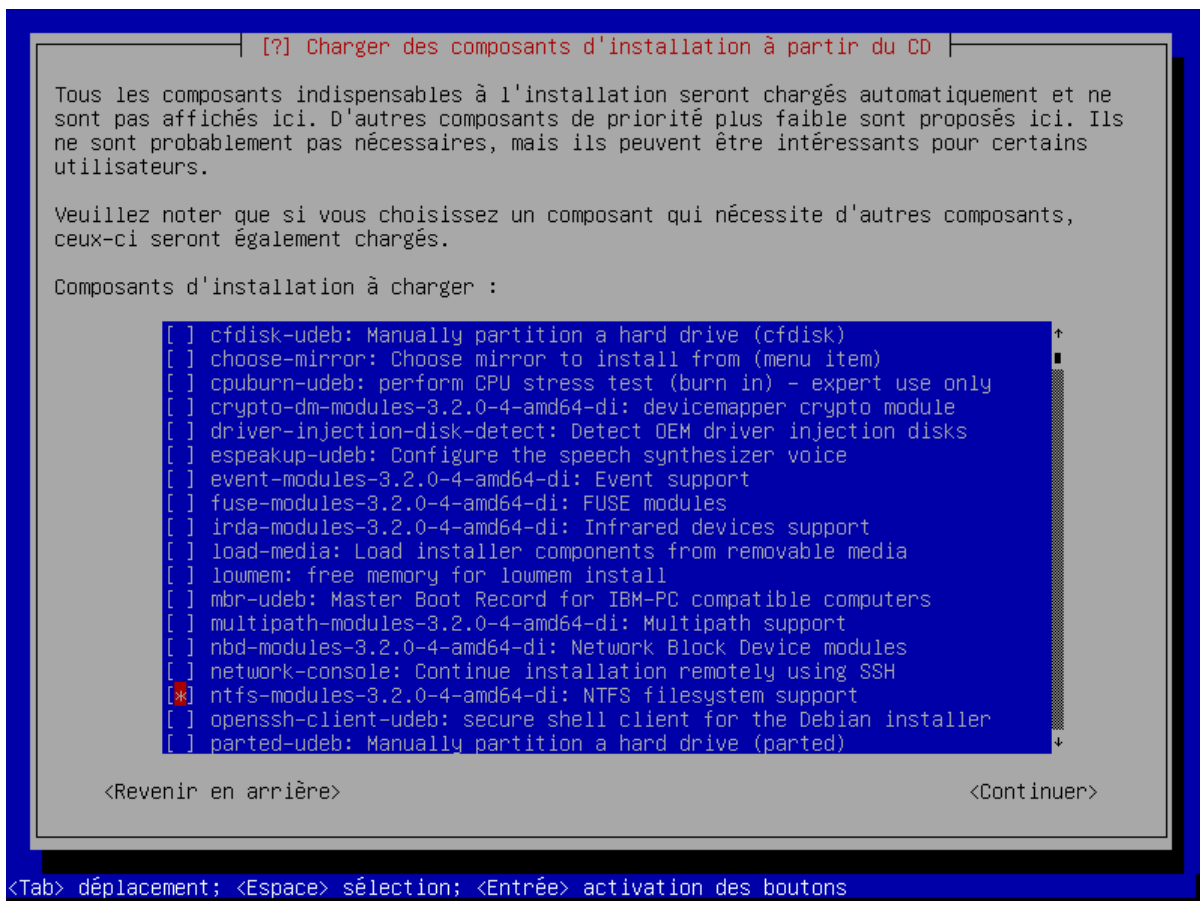 [?] Charger des composants d'installation à partir du CD
Tous les composants indispensables à l'installation seront chargés automatiquement et ne
sont pas affichés ici. D'autres composants de priorité plus faible sont proposés ici. Ils
ne sont probablement pas nécessaires, mais ils peuvent être intéressants pour certains
utilisateurs.
Veuillez noter que si vous choisissez un composant qui nécessite d'autres composants,
ceux-ci seront également chargés.
Composants d'installation à charger :
[ ] cfdisk-udeb: Manually partition a hard drive (cfdisk)
[ ] choose-mirror: Choose mirror to install from (menu item)
[ ] cpuburn-udeb: perform CPU stress test (burn in) - expert use only
[ ] crypto-dm-modules-3.2.0-4-amd64-di: devicemapper crypto module
[ ] driver-injection-disk-detect: Detect OEM driver injection disks
[ ] espeakup-udeb: Configure the speech synthesizer voice
[ ] event-modules-3.2.0-4-amd64-di: Event support
[ ] fuse-modules-3.2.0-4-amd64-di: FUSE modules
[ ] irda-modules-3.2.0-4-amd64-di: Infrared devices support
[ ] load-media: Load installer components from removable media
[ ] lowmem: free memory for lowmem install
[ ] mbr-udeb: Master Boot Record for IBM-PC compatible computers
[ ] multipath-modules-3.2.0-4-amd64-di: Multipath support
[ ] nbd-modules-3.2.0-4-amd64-di: Network Block Device modules
[ ] network-console: Continue installation remotely using SSH
[*] ntfs-modules-3.2.0-4-amd64-di: NTFS filesystem support
[ ] openssh-client-udeb: secure shell client for the Debian installer
[ ] parted-udeb: Manually partition a hard drive (parted)
<Revenir en arrière> <Continuer>
<Tab> déplacement; <Espace> sélection; <Entrée> activation des boutons